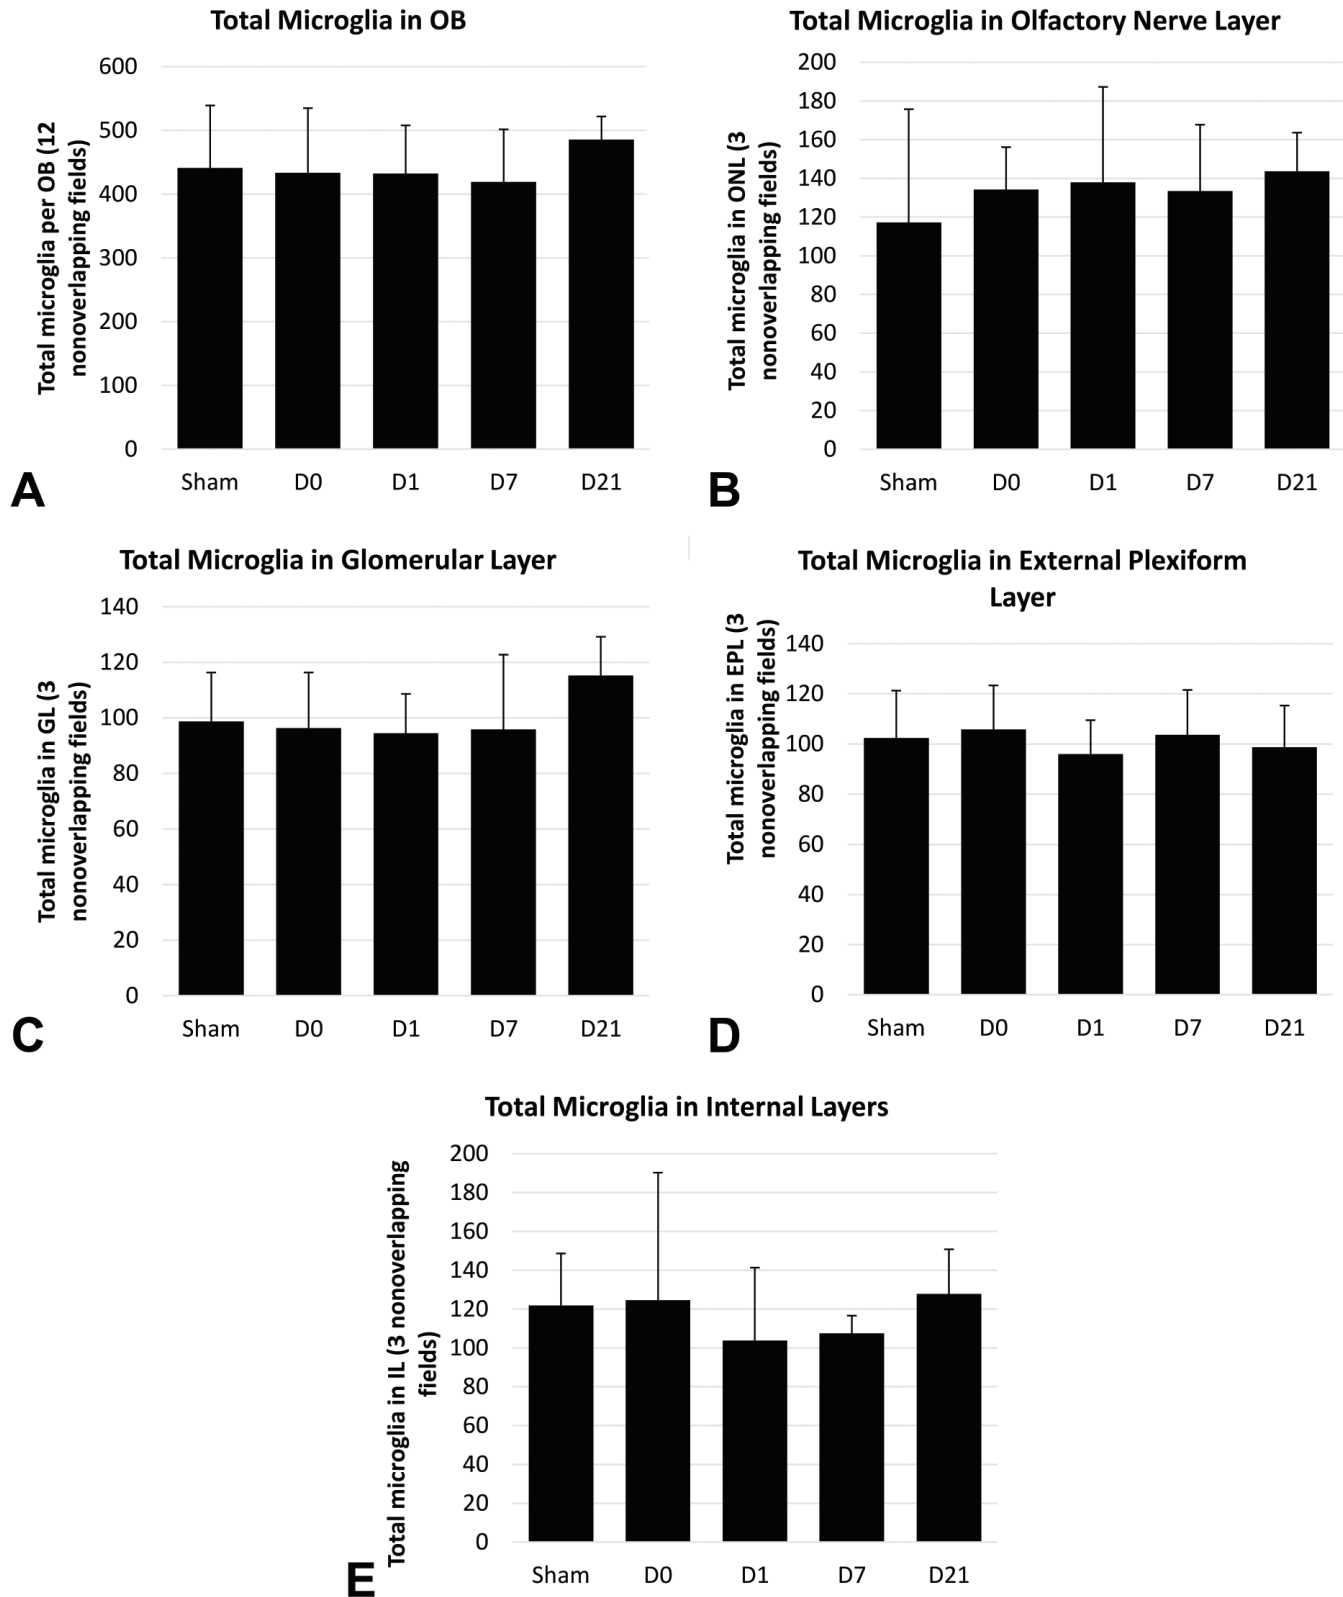 Total Microglia in OB
Total microglia per OB (12
nonoverlapping fields)
600
500
400
300
200
100
0
Sham D0 D1 D7 D21
A
Total Microglia in Olfactory Nerve Layer
Total microglia in ONL (3
nonoverlapping fields)
200
180
160
140
120
100
80
60
40
20
0
Sham D0 D1 D7 D21
B
Total Microglia in Glomerular Layer
Total microglia in GL (3
nonoverlapping fields)
140
120
100
80
60
40
20
0
Sham D0 D1 D7 D21
C
Total Microglia in External Plexiform
Layer
Total microglia in EPL (3
nonoverlapping fields)
140
120
100
80
60
40
20
0
Sham D0 D1 D7 D21
D
Total Microglia in Internal Layers
Total microglia in IL (3 nonoverlapping
fields)
200
180
160
140
120
100
80
60
40
20
0
Sham D0 D1 D7 D21
E